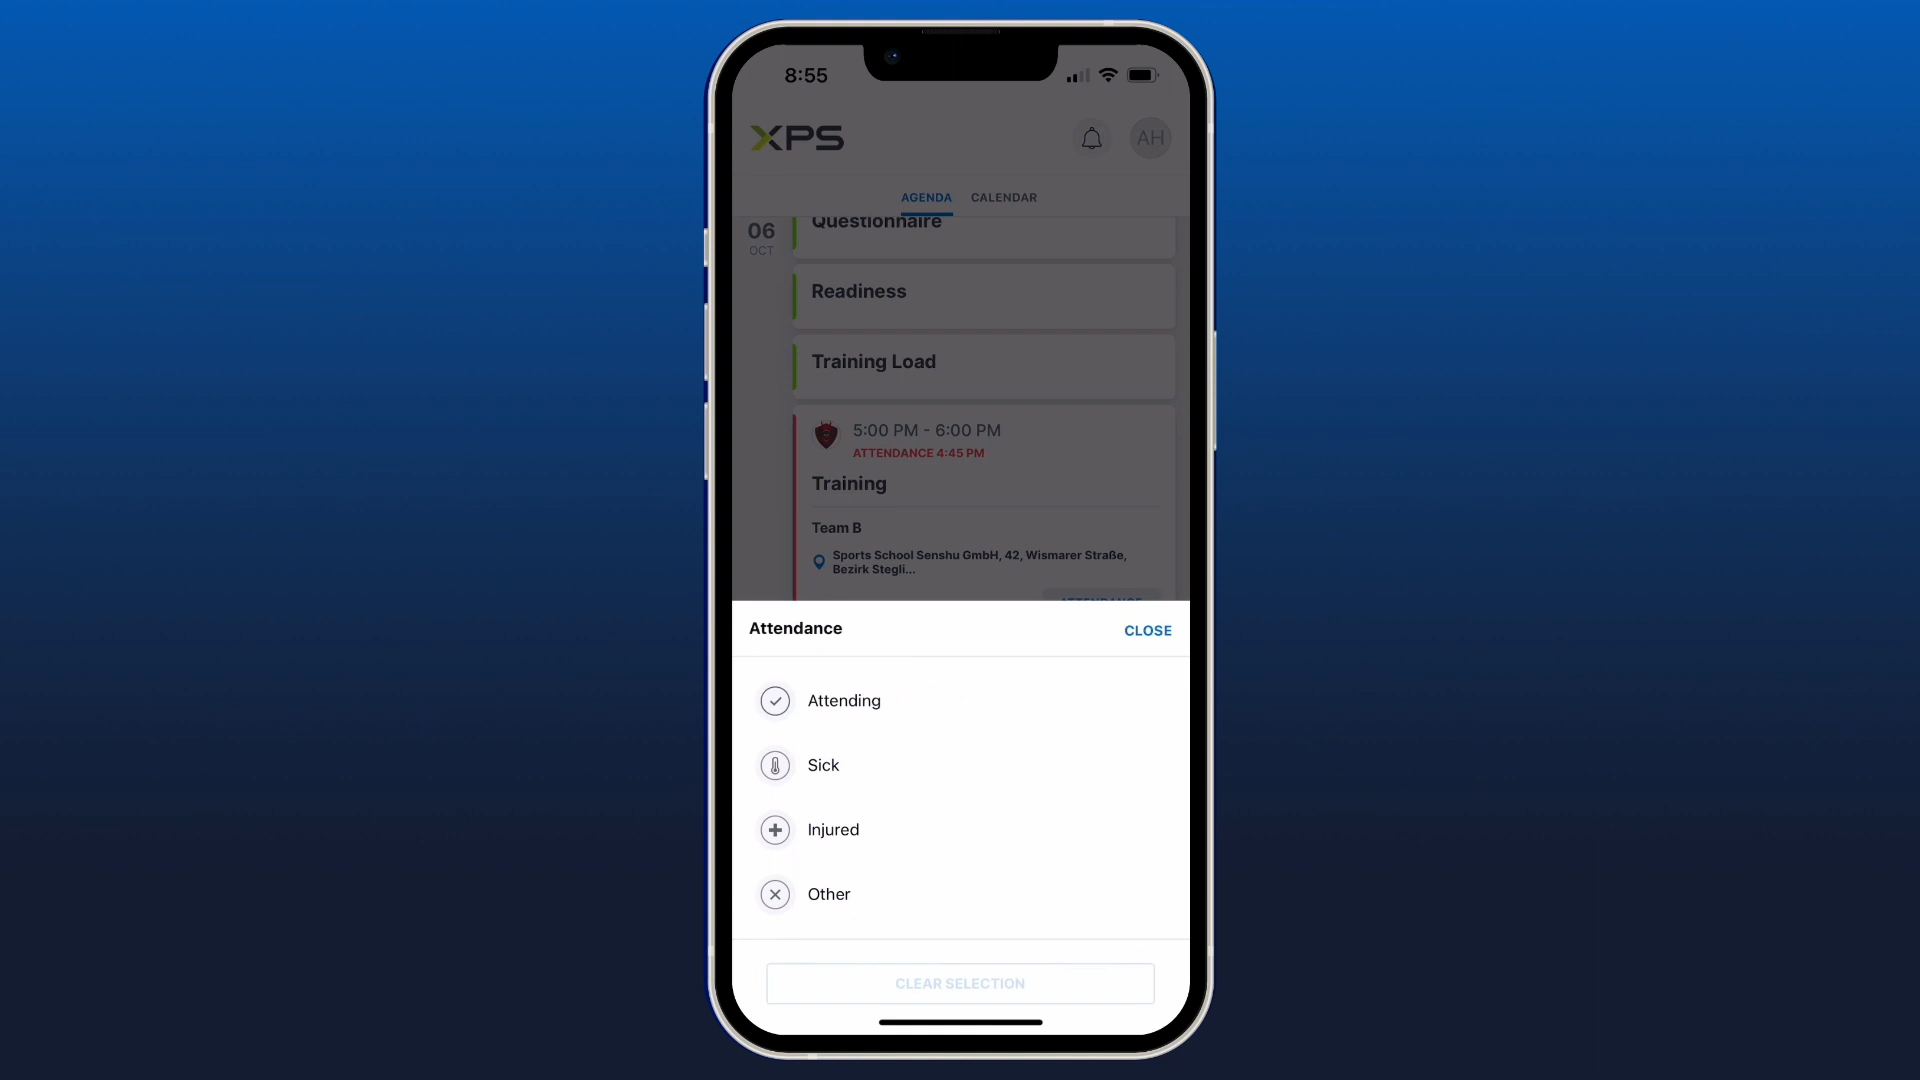 8:55
XPS
AH
AGENDA CALENDAR
06
OCT
Questionnaire
Readiness
Training Load
5:00 PM - 6:00 PM
ATTENDANCE 4:45 PM
Training
Team B
Sports School Senshu GmbH, 42, Wismarer Straße,
Bezirk Stegli...
ATTENDANCE
Attendance
CLOSE
Attending
Sick
Injured
Other
CLEAR SELECTION